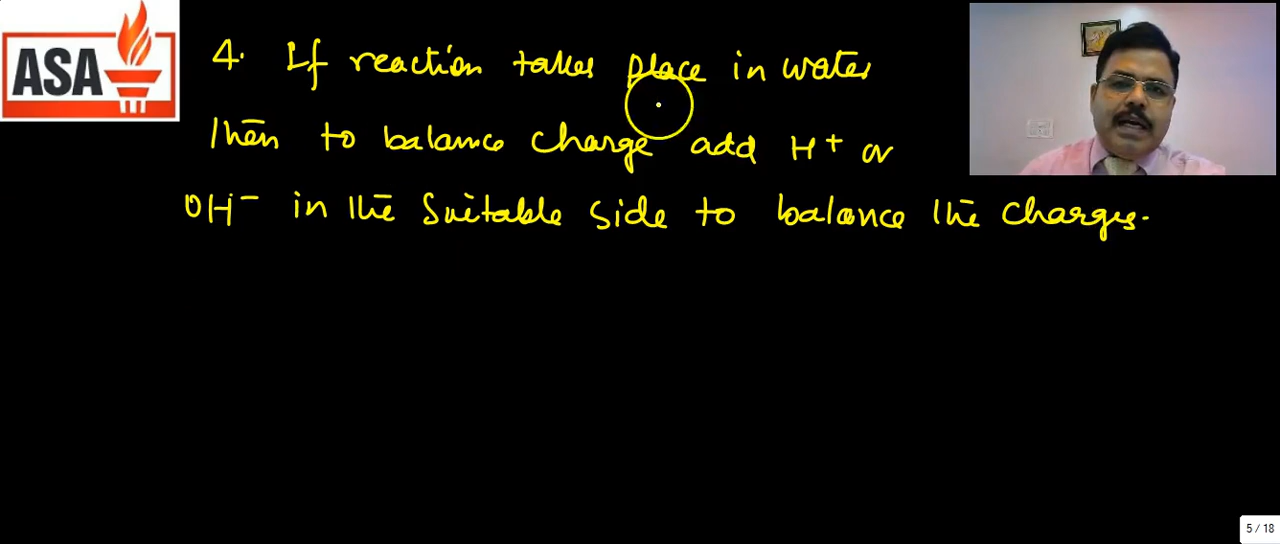 ASA
4. If reaction takes place in water
then to balance charge add H+ or
OH- in the suitable side to balance the charges.
5 / 18